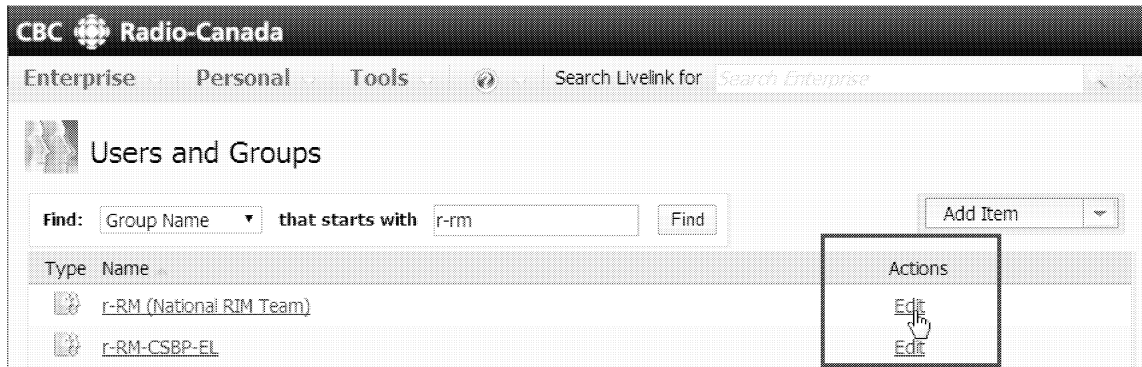 CBC Radio-Canada
Enterprise Personal Tools Search Livelink for Search Enterprise
Users and Groups
Find: Group Name that starts with r-rm Find Add Item
Type Name Actions
r-RM (National RIM Team) Edit
r-RM-CSBP-EL Edit